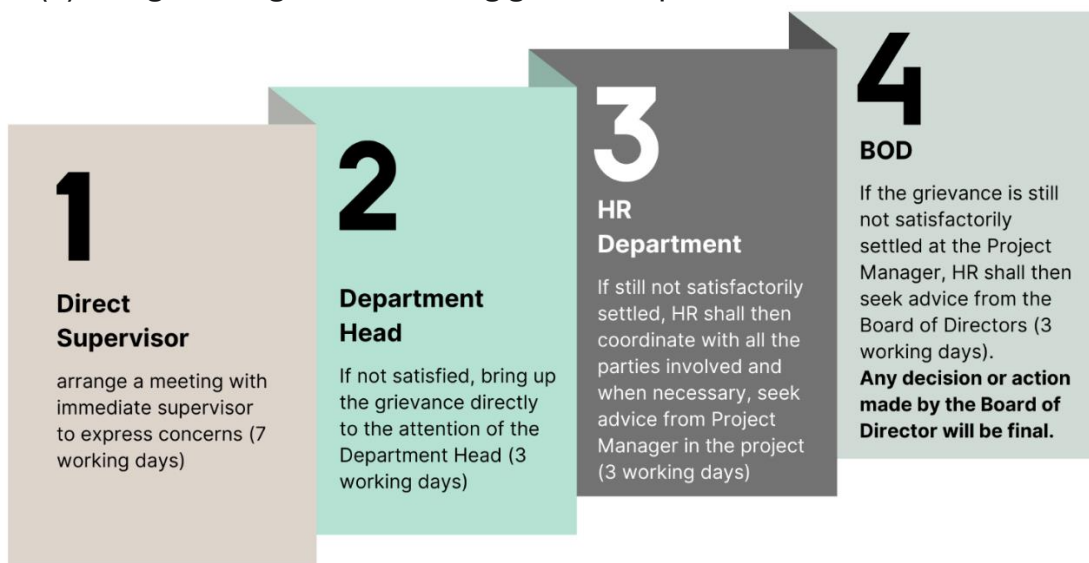 1
Direct
Supervisor
arrange a meeting with
immediate supervisor
to express concerns (7
working days)
2
Department
Head
If not satisfied, bring up
the grievance directly
to the attention of the
Department Head (3
working days)
3
HR
Department
If still not satisfactorily
settled, HR shall then
coordinate with all the
parties involved and
when necessary, seek
advice from Project
Manager in the project
(3 working days)
4
BOD
If the grievance is still
not satisfactorily
settled at the Project
Manager, HR shall then
seek advice from the
Board of Directors (3
working days).
Any decision or action
made by the Board of
Director will be final.